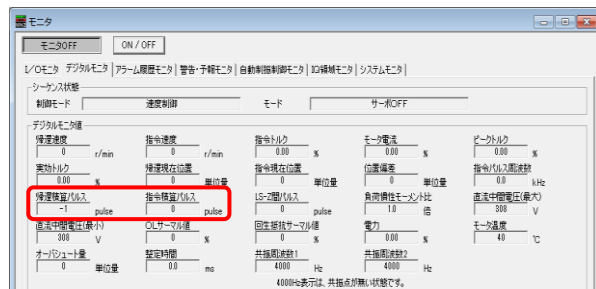 モニタ
モニタOFF ON / OFF
I/Oモニタ デジタルモニタ アラーム履歴モニタ 警告・予報モニタ 自動制振制御モニタ IQ領域モニタ システムモニタ
シーケンス状態
制御モード 速度制御 モード サーボOFF
デジタルモニタ値
帰還速度 指令速度 指令トルク モータ電流 ピークトルク
0 r/min 0 r/min 0.00 % 0.00 % 0.00 %
実効トルク 帰還現在位置 指令現在位置 位置偏差 指令パルス周波数
0.00 % 0 単位量 0 単位量 0 単位量 0.0 kHz
帰還積算パルス 指令積算パルス LS-Z間パルス 負荷慣性モーメント比 直流中間電圧(最大)
-1 pulse 0 pulse 0 pulse 1.0 倍 308 V
直流中間電圧(最小) OLサーマル値 回生抵抗サーマル値 電力 モータ温度
308 V 0 % 0 % 0.00 % 40 ℃
オーバシュート量 整定時間 共振周波数1 共振周波数2
0 単位量 0.0 ms 4000 Hz 4000 Hz
4000Hz表示は、共振点が無い状態です。